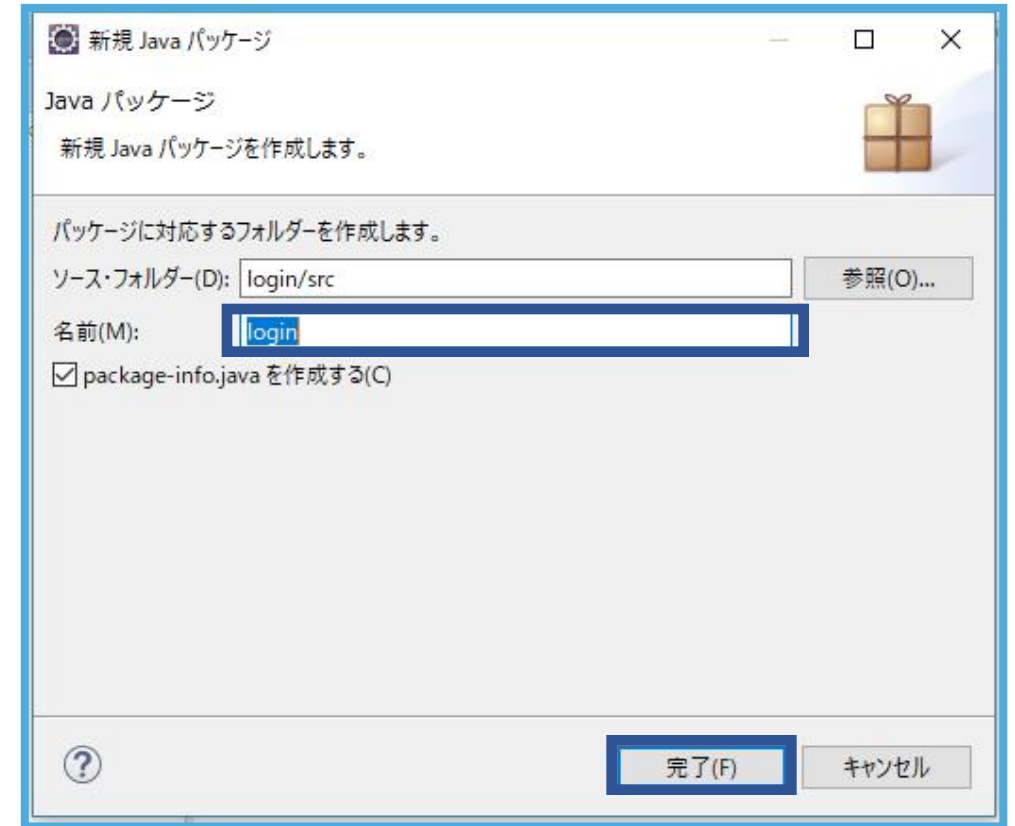 新規 Java パッケージ
Java パッケージ
新規 Java パッケージを作成します。
パッケージに対応するフォルダーを作成します。
ソース・フォルダー(D): login/src 参照(O)...
名前(M): login
package-info.java を作成する(C)
完了(F) キャンセル